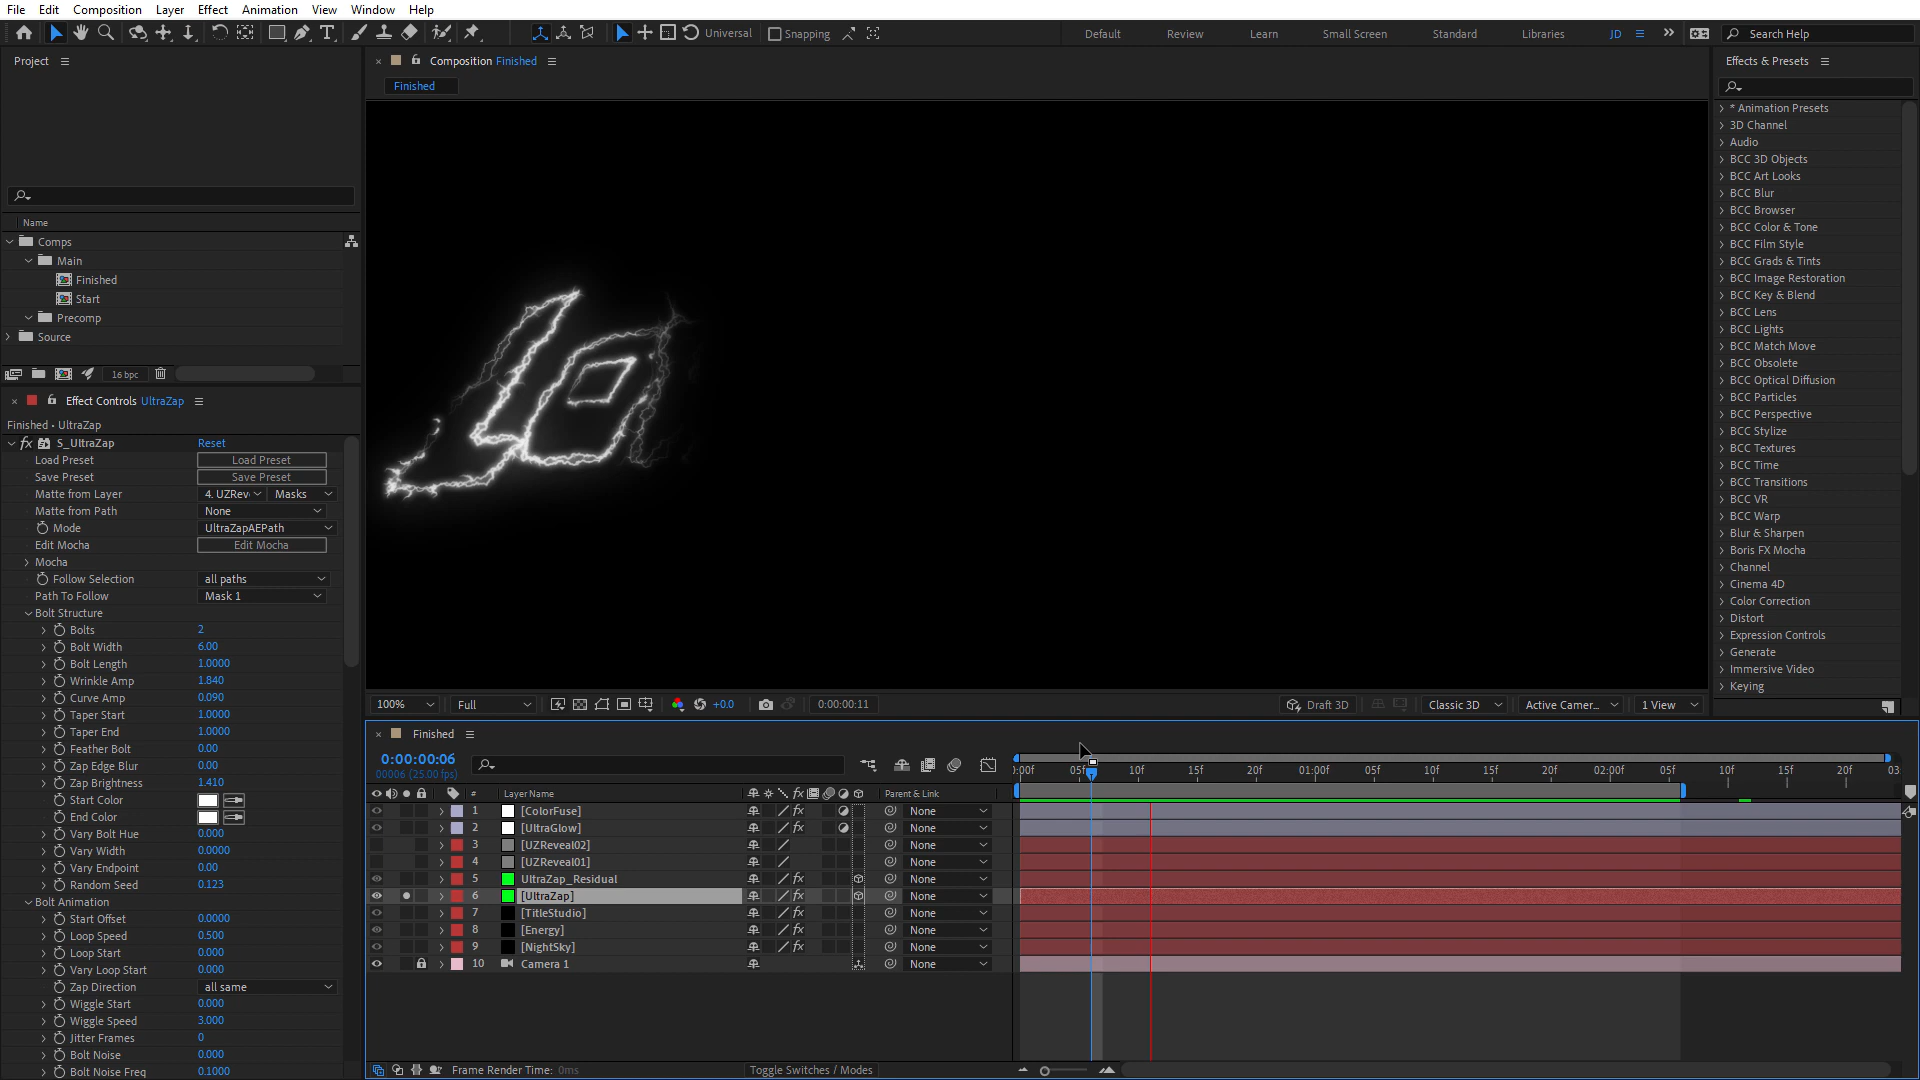 File Edit Composition Layer Effect Animation View Window Help
Universal Snapping Default Review Learn Small Screen Standard Libraries JD Search Help
Project
Name
Comps
Main
Finished
Start
Precomp
Source
16 bpc
Effect Controls UltraZap
Finished • UltraZap
fx S_UltraZap Reset
Load Preset Load Preset
Save Preset Save Preset
Matte from Layer 4. UZRev Masks
Matte from Path None
Mode UltraZapAEPath
Edit Mocha Edit Mocha
Mocha
Follow Selection all paths
Path To Follow Mask 1
Bolt Structure
Bolts 2
Bolt Width 6.00
Bolt Length 1.0000
Wrinkle Amp 1.840
Curve Amp 0.090
Taper Start 1.0000
Taper End 1.0000
Feather Bolt 0.00
Zap Edge Blur 0.00
Zap Brightness 1.410
Start Color
End Color
Vary Bolt Hue 0.000
Vary Width 0.0000
Vary Endpoint 0.00
Random Seed 0.123
Bolt Animation
Start Offset 0.0000
Loop Speed 0.500
Loop Start 0.000
Vary Loop Start 0.000
Zap Direction all same
Wiggle Start 0.000
Wiggle Speed 3.000
Jitter Frames 0
Bolt Noise 0.000
Bolt Noise Freq 0.1000
Composition Finished
Finished
100% Full +0.0 0:00:00:11 Draft 3D Classic 3D Active Camer... 1 View
Finished
0:00:00:06
00006 (25.00 fps)
:00f 05f 10f 15f 20f 01:00f 05f 10f 15f 20f 02:00f 05f 10f 15f 20f 03:
# Layer Name fx Parent & Link
1 [ColorFuse] fx None
2 [UltraGlow] fx None
3 [UZReveal02] None
4 [UZReveal01] None
5 UltraZap_Residual fx None
6 [UltraZap] fx None
7 [TitleStudio] fx None
8 [Energy] fx None
9 [NightSky] fx None
10 Camera 1 None
Frame Render Time: 0ms Toggle Switches / Modes
Effects & Presets
* Animation Presets
3D Channel
Audio
BCC 3D Objects
BCC Art Looks
BCC Blur
BCC Browser
BCC Color & Tone
BCC Film Style
BCC Grads & Tints
BCC Image Restoration
BCC Key & Blend
BCC Lens
BCC Lights
BCC Match Move
BCC Obsolete
BCC Optical Diffusion
BCC Particles
BCC Perspective
BCC Stylize
BCC Textures
BCC Time
BCC Transitions
BCC VR
BCC Warp
Blur & Sharpen
Boris FX Mocha
Channel
Cinema 4D
Color Correction
Distort
Expression Controls
Generate
Immersive Video
Keying